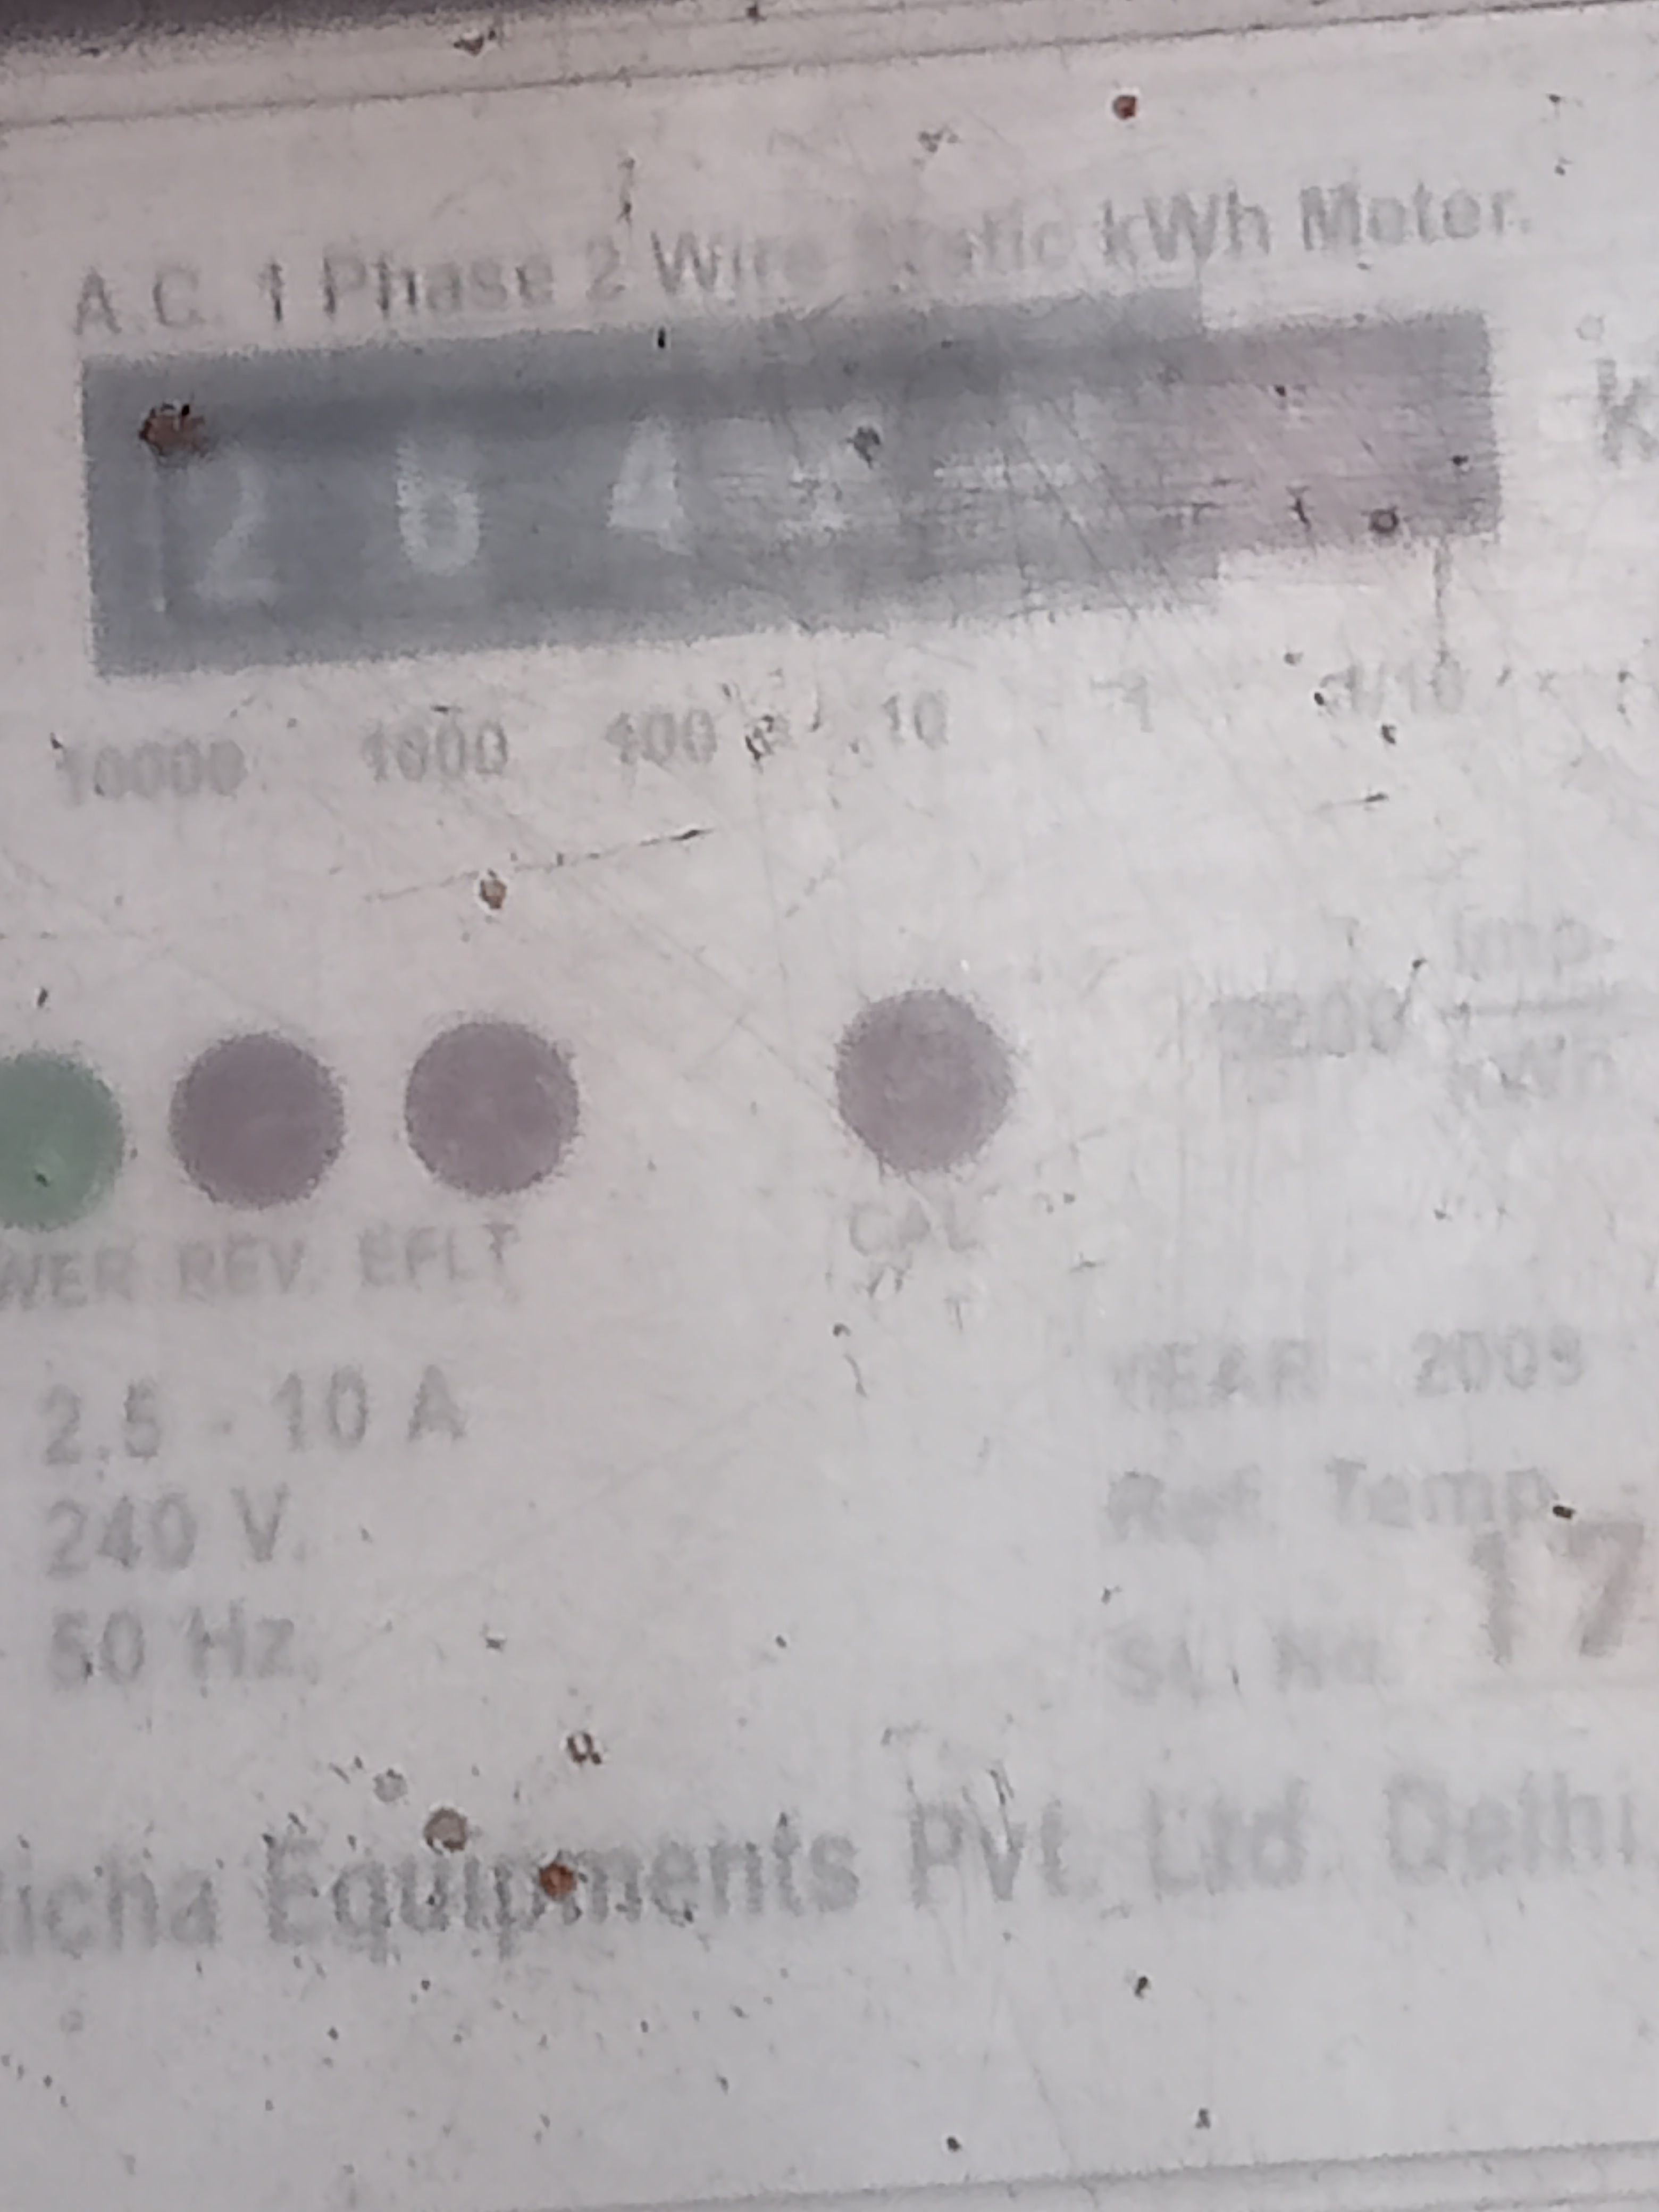 A.C. 1 Phase 2 Wire Static kWh Meter.
2 6 4
10000 1000 100 10 1 1/10
Imp
kWh
REV. EFLT CAL
2.5 - 10 A
YEAR 2009
240 V.
Ref. Temp.
50 Hz.
SL. No. 17
Equipments Pvt. Ltd. Delhi